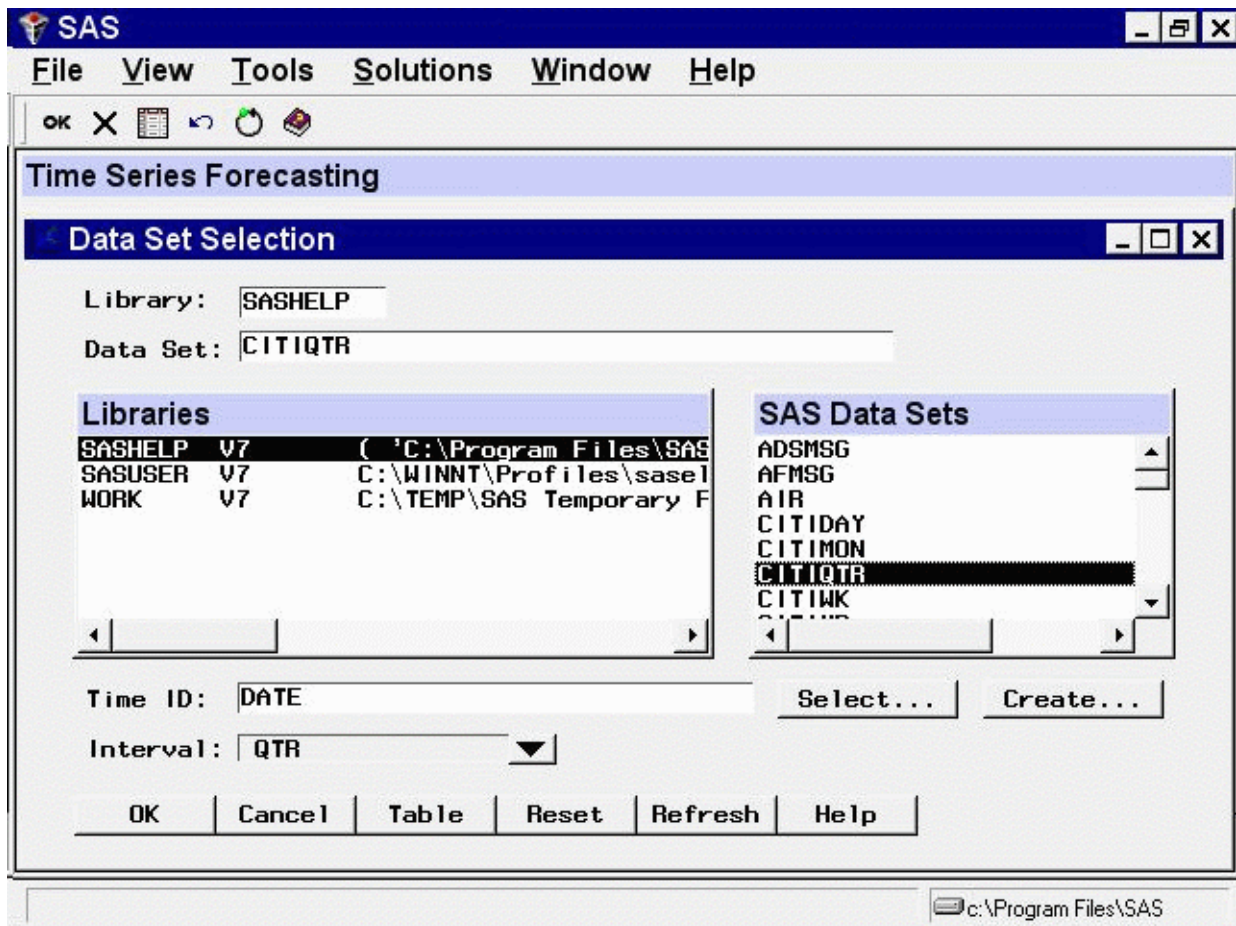 SAS
File View Tools Solutions Window Help
OK
Time Series Forecasting
Data Set Selection
Library: SASHELP
Data Set: CITIQTR
Libraries
SASHELP V7 ( 'C:\Program Files\SAS
SASUSER V7 C:\WINNT\Profiles\sasel
WORK V7 C:\TEMP\SAS Temporary F
SAS Data Sets
ADSMSG
AFMSG
AIR
CITIDAY
CITIMON
CITIQTR
CITIWK
Time ID: DATE Select... Create...
Interval: QTR
OK Cancel Table Reset Refresh Help
c:\Program Files\SAS